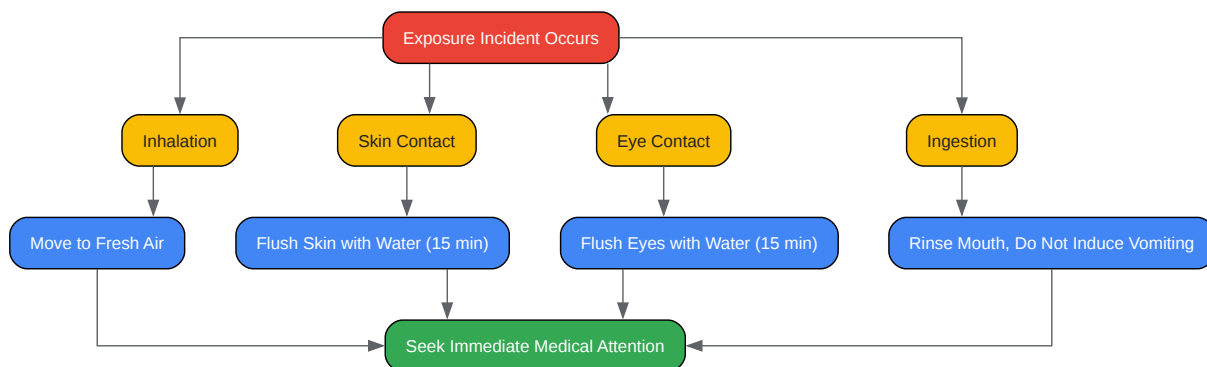 Exposure Incident Occurs
Inhalation
Skin Contact
Eye Contact
Ingestion
Move to Fresh Air
Flush Skin with Water (15 min)
Flush Eyes with Water (15 min)
Rinse Mouth, Do Not Induce Vomiting
Seek Immediate Medical Attention